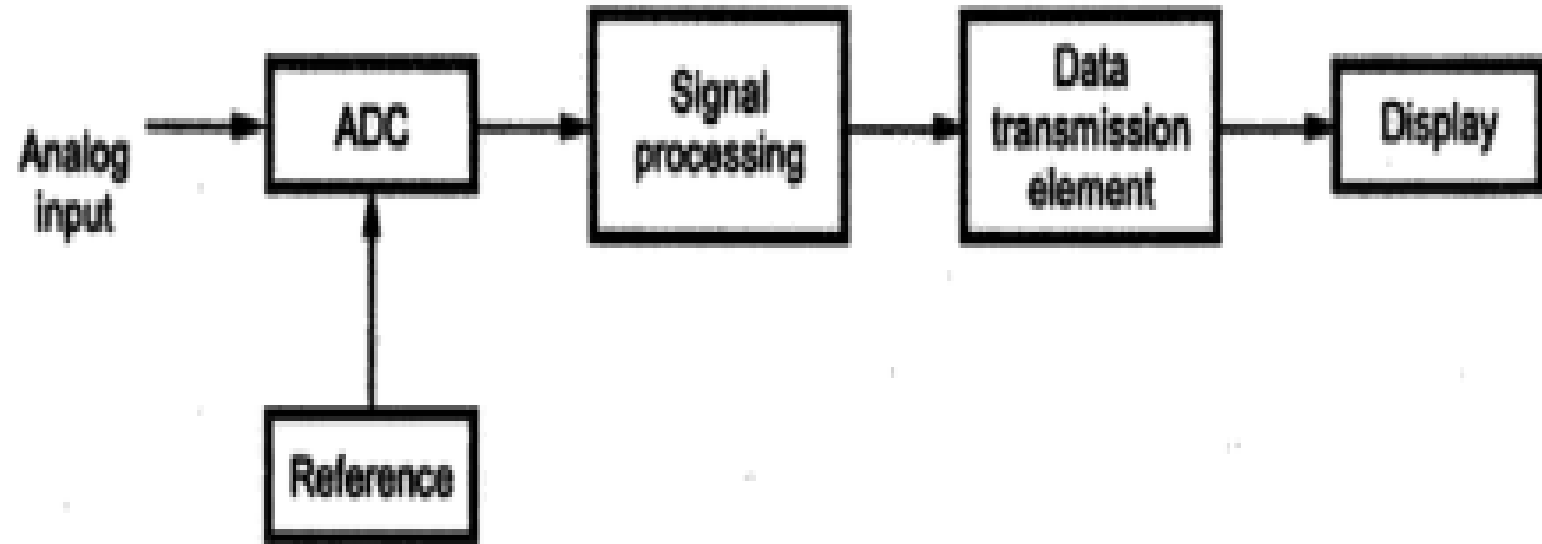 Analog
input
ADC
Signal
processing
Data
transmission
element
Display
Reference